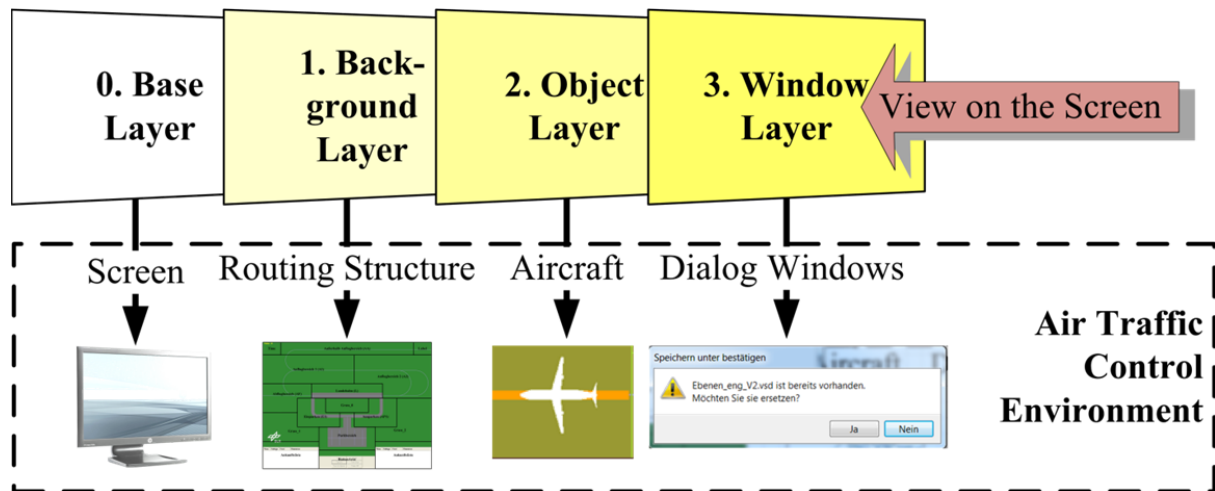 0. Base
Layer
1. Back-
ground
Layer
2. Object
Layer
3. Window
Layer
View on the Screen
Screen
Routing Structure
Aircraft
Dialog Windows
Air Traffic
Control
Environment
Speichern unter bestätigen
Ebenen_eng_V2.vsd ist bereits vorhanden.
Möchten Sie sie ersetzen?
Ja
Nein